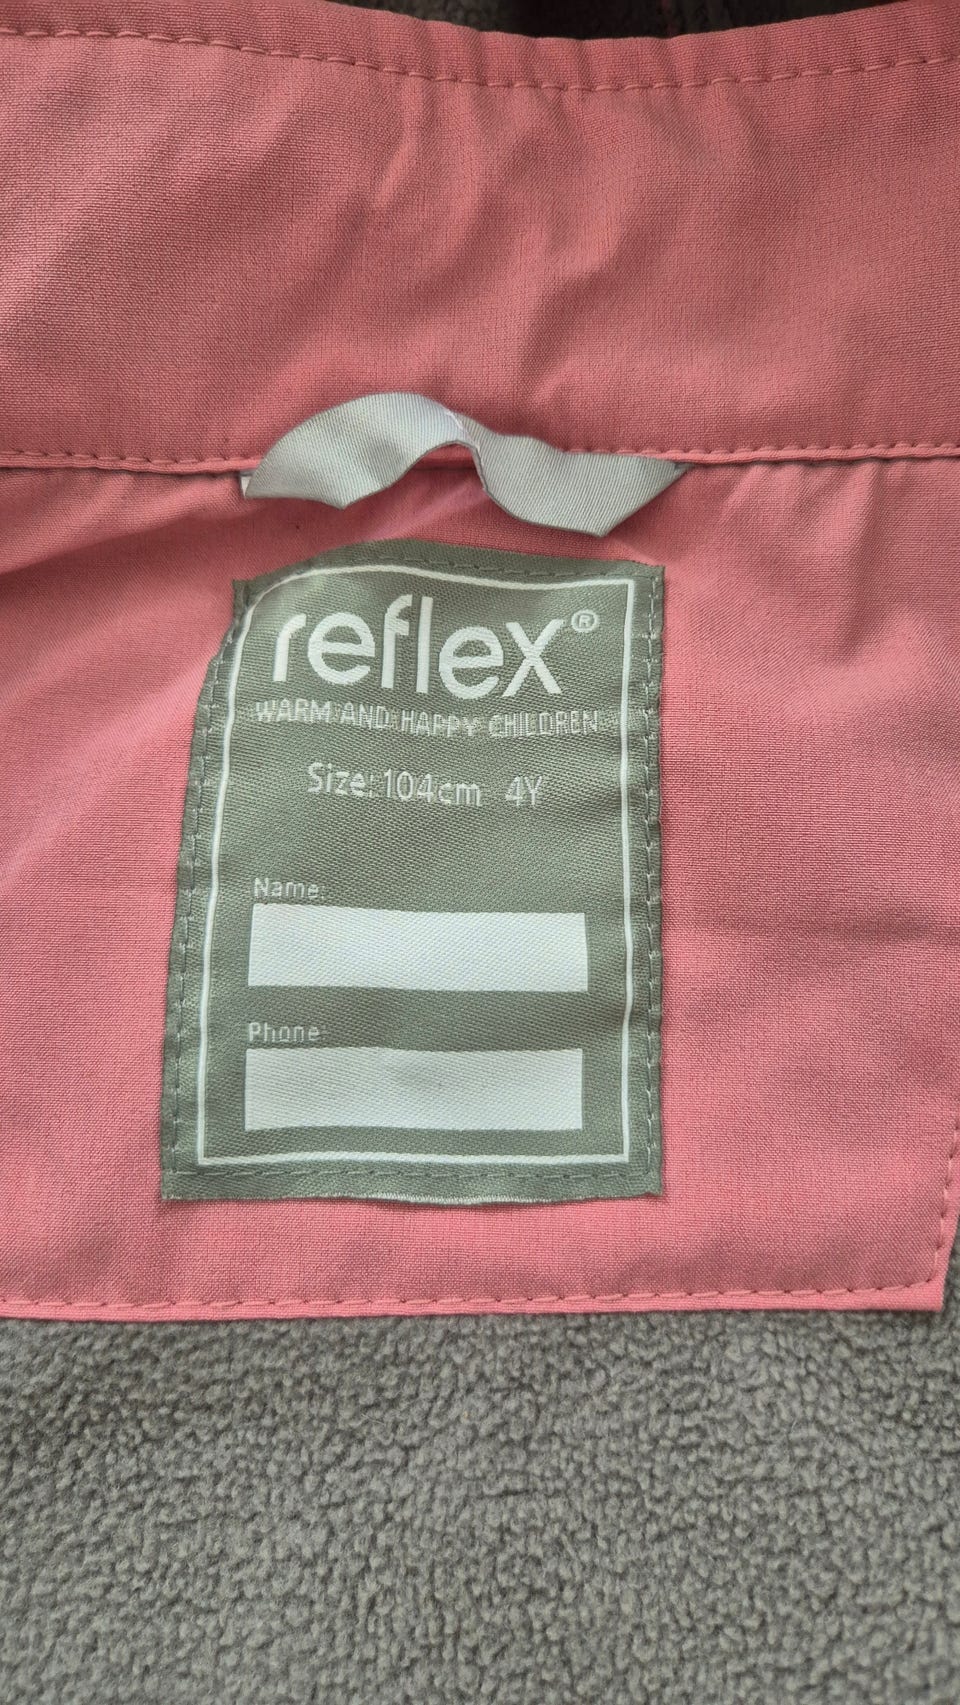 reflex®
WARM AND HAPPY CHILDREN
Size: 104cm 4Y
Name:
Phone: